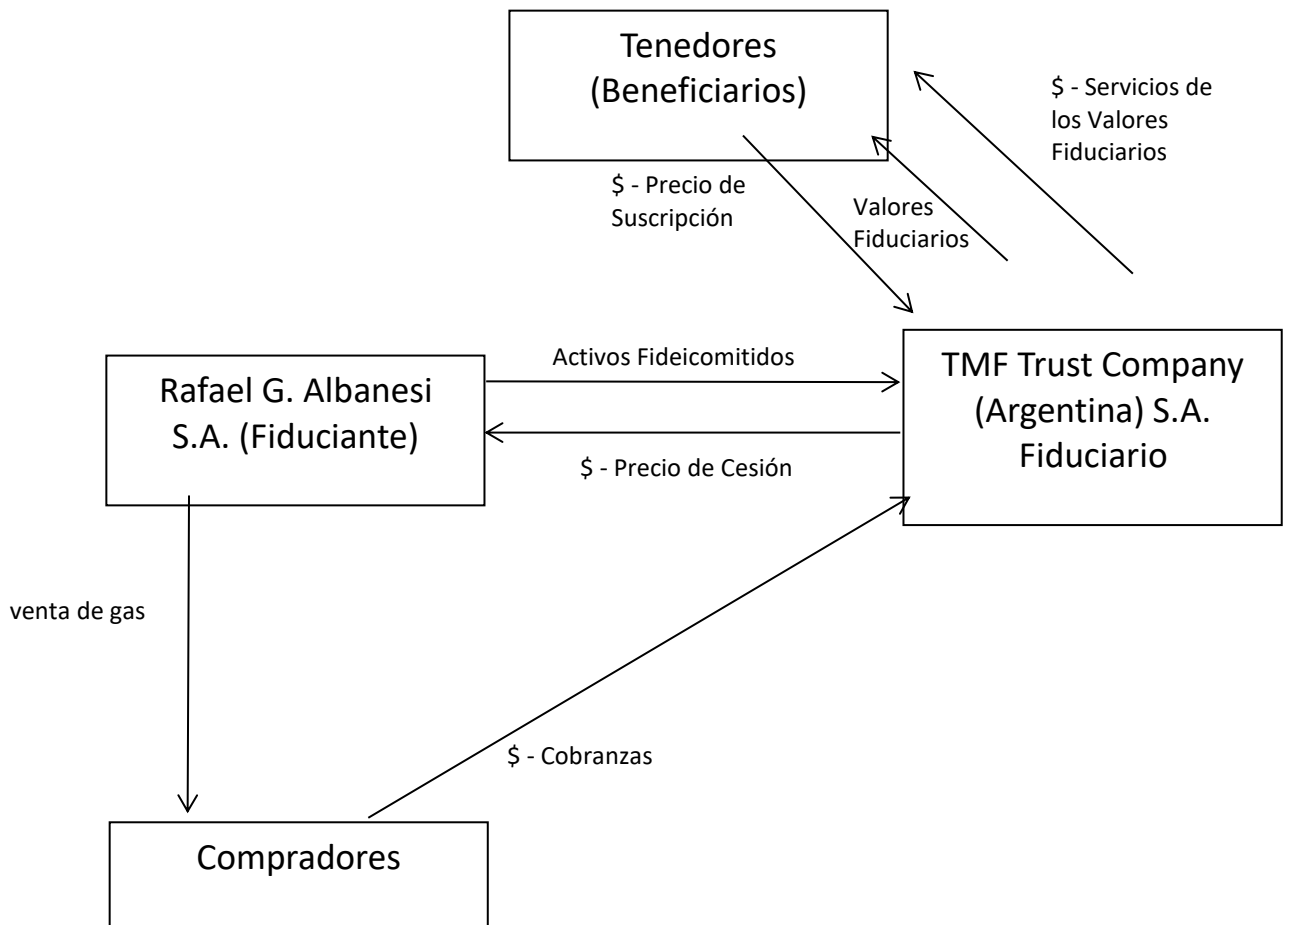 Tenedores
(Beneficiarios)
$ - Servicios de
los Valores
Fiduciarios
$ - Precio de
Suscripción
Valores
Fiduciarios
Activos Fideicomitidos
Rafael G. Albanesi
S.A. (Fiduciante)
TMF Trust Company
(Argentina) S.A.
Fiduciario
$ - Precio de Cesión
venta de gas
$ - Cobranzas
Compradores